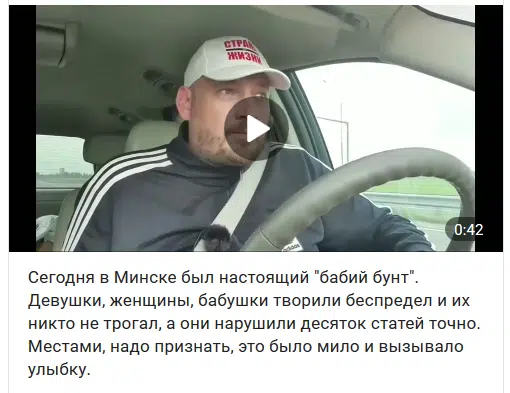 СТРАНА
ЖИЗНИ
0:42
Сегодня в Минске был настоящий "бабий бунт".
Девушки, женщины, бабушки творили беспредел и их
никто не трогал, а они нарушили десяток статей точно.
Местами, надо признать, это было мило и вызывало
улыбку.